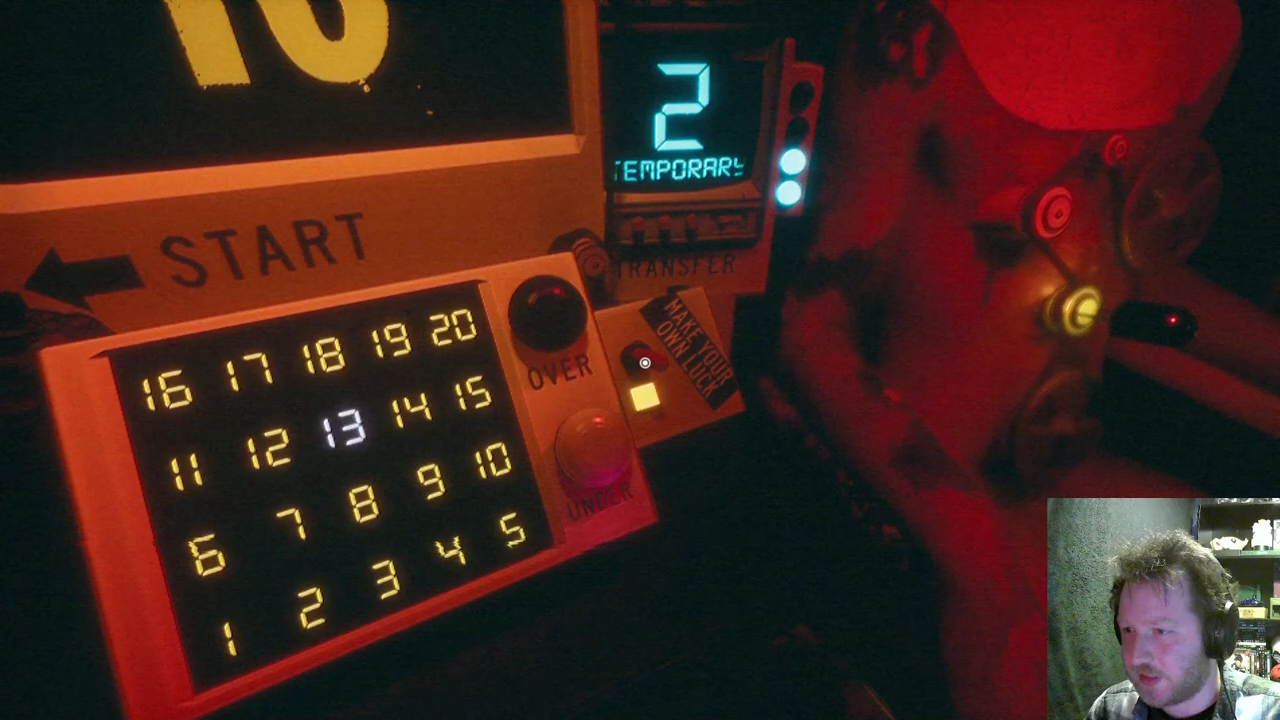 2
TEMPORARY
START
TRANSFER
MAKE YOUR
OWN LUCK
16 17 18 19 20
OVER
11 12 13 14 15
6 7 8 9 10
UNDER
1 2 3 4 5